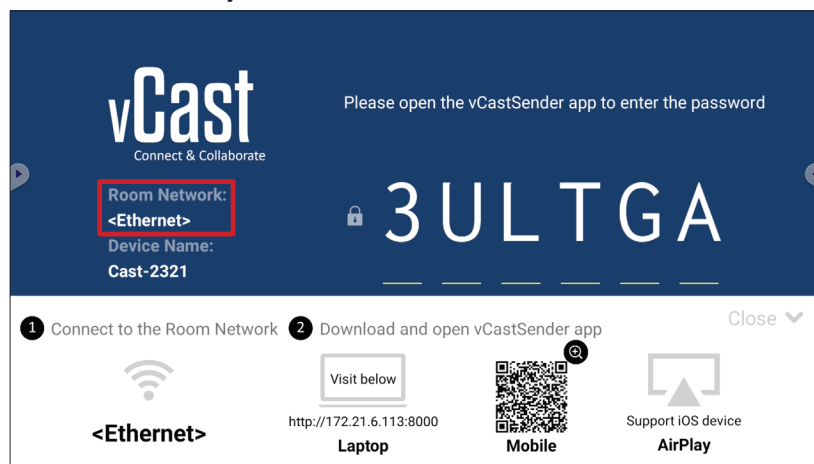 vCast
Connect & Collaborate
Please open the vCastSender app to enter the password
Room Network:
<Ethernet>
Device Name:
Cast-2321
3ULTGA
Close
1 Connect to the Room Network
2 Download and open vCastSender app
<Ethernet>
Visit below
http://172.21.6.113:8000
Laptop
Mobile
Support iOS device
AirPlay